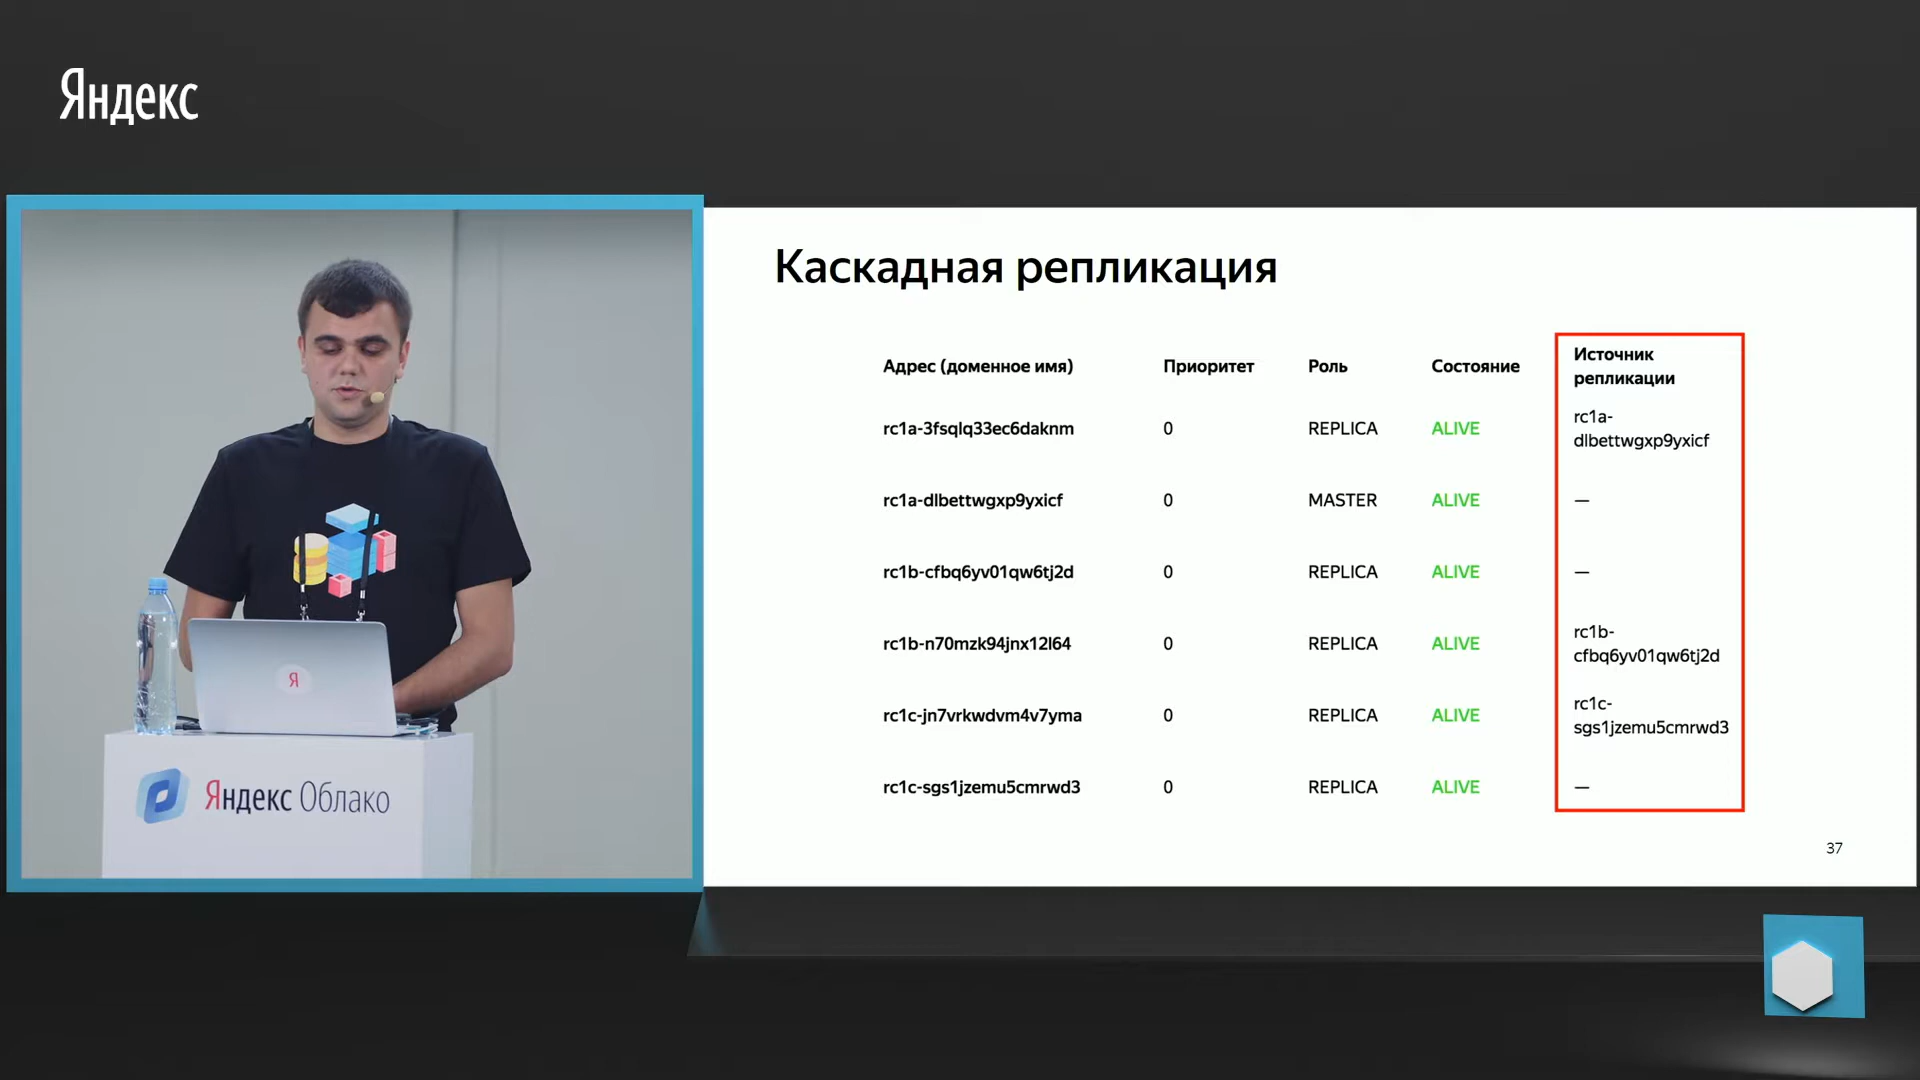 Яндекс
Каскадная репликация
Адрес (доменное имя) Приоритет Роль Состояние Источник репликации
rc1a-3fsqlq33ec6daknm 0 REPLICA ALIVE rc1a-dlbettwgxp9yxicf
rc1a-dlbettwgxp9yxicf 0 MASTER ALIVE —
rc1b-cfbq6yv01qw6tj2d 0 REPLICA ALIVE —
rc1b-n70mzk94jnx12l64 0 REPLICA ALIVE rc1b-cfbq6yv01qw6tj2d
rc1c-jn7vrkwdvm4v7yma 0 REPLICA ALIVE rc1c-sgs1jzemu5cmrwd3
rc1c-sgs1jzemu5cmrwd3 0 REPLICA ALIVE —
37
Я
Яндекс Облако